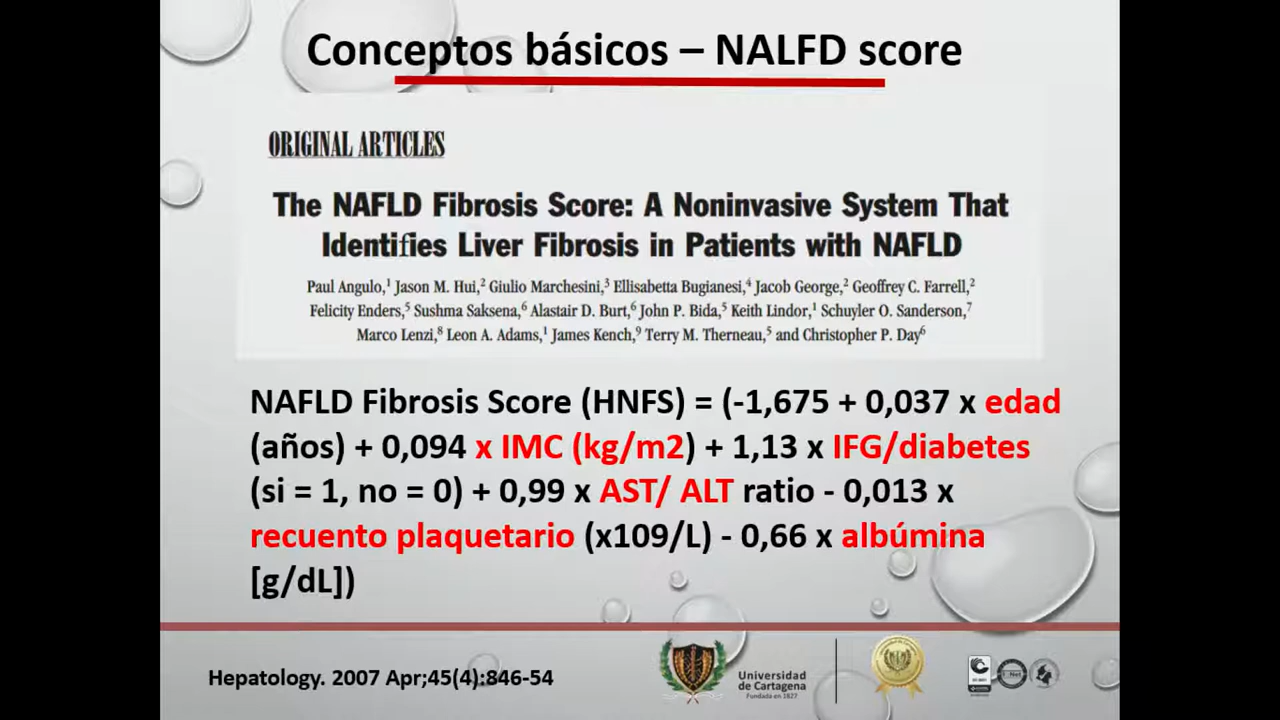 Conceptos básicos – NALFD score
ORIGINAL ARTICLES
The NAFLD Fibrosis Score: A Noninvasive System That
Identifies Liver Fibrosis in Patients with NAFLD
Paul Angulo,¹ Jason M. Hui,² Giulio Marchesini,³ Ellisabetta Bugianesi,⁴ Jacob George,² Geoffrey C. Farrell,²
Felicity Enders,⁵ Sushma Saksena,⁶ Alastair D. Burt,⁶ John P. Bida,⁵ Keith Lindor,¹ Schuyler O. Sanderson,⁷
Marco Lenzi,⁸ Leon A. Adams,¹ James Kench,⁹ Terry M. Therneau,⁵ and Christopher P. Day⁶
NAFLD Fibrosis Score (HNFS) = (-1,675 + 0,037 x edad
(años) + 0,094 x IMC (kg/m2) + 1,13 x IFG/diabetes
(si = 1, no = 0) + 0,99 x AST/ ALT ratio - 0,013 x
recuento plaquetario (x109/L) - 0,66 x albúmina
[g/dL])
Hepatology. 2007 Apr;45(4):846-54
Universidad
de Cartagena
Fundada en 1827